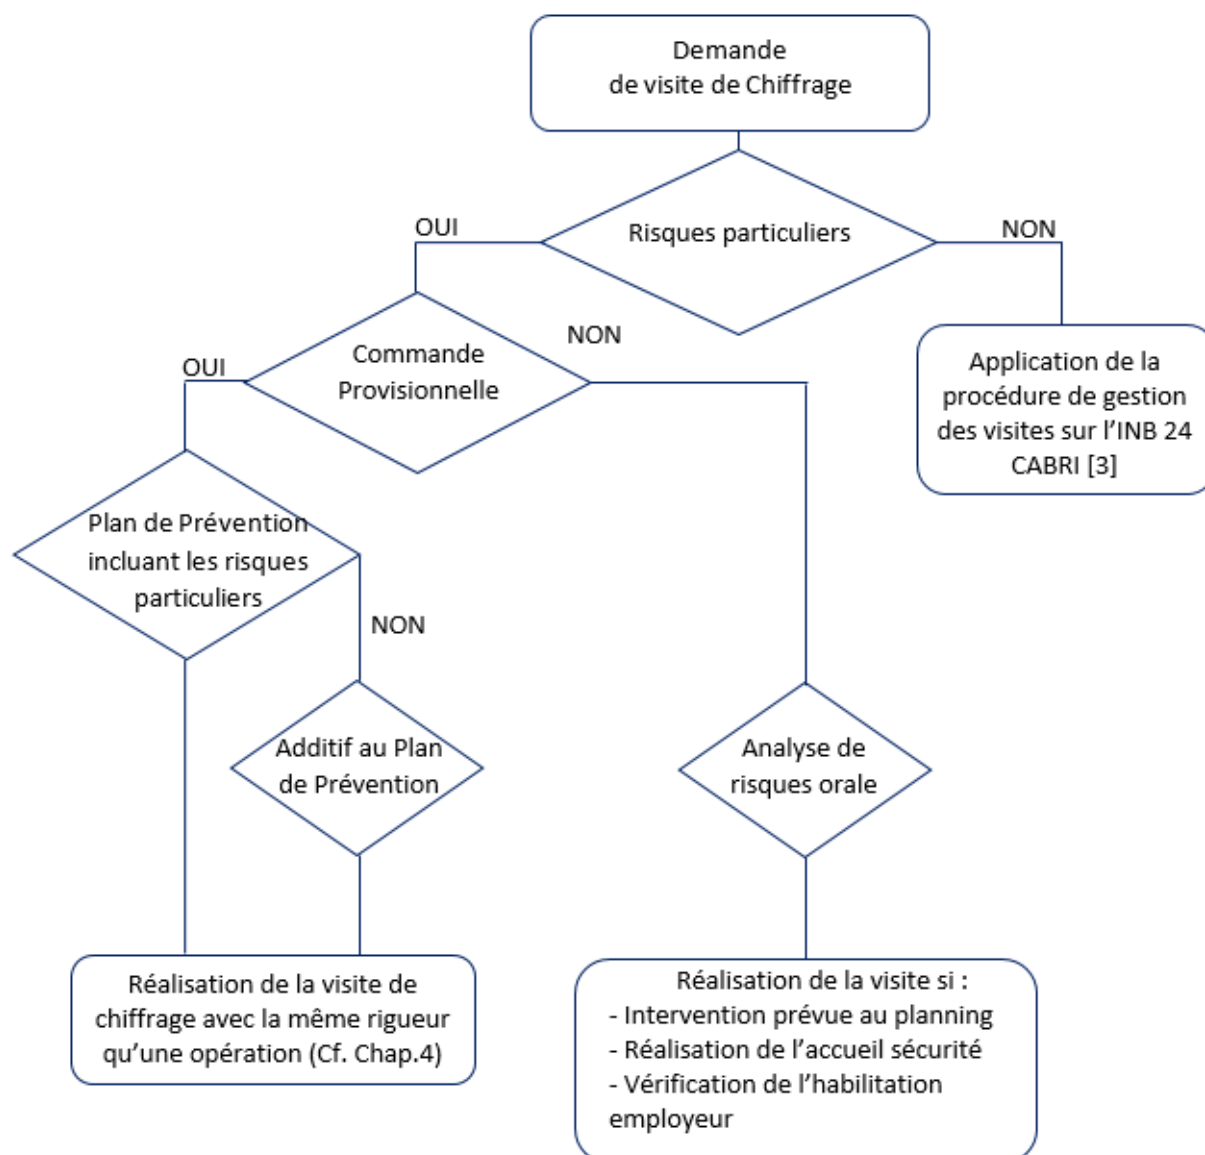 Demande
de visite de Chiffrage
Risques particuliers
OUI
NON
Commande
Provisionnelle
OUI
NON
Application de la
procédure de gestion
des visites sur l’INB 24
CABRI [3]
Plan de Prévention
incluant les risques
particuliers
NON
Additif au Plan
de Prévention
Analyse de
risques orale
Réalisation de la visite de
chiffrage avec la même rigueur
qu’une opération (Cf. Chap.4)
Réalisation de la visite si :
- Intervention prévue au planning
- Réalisation de l’accueil sécurité
- Vérification de l’habilitation
employeur